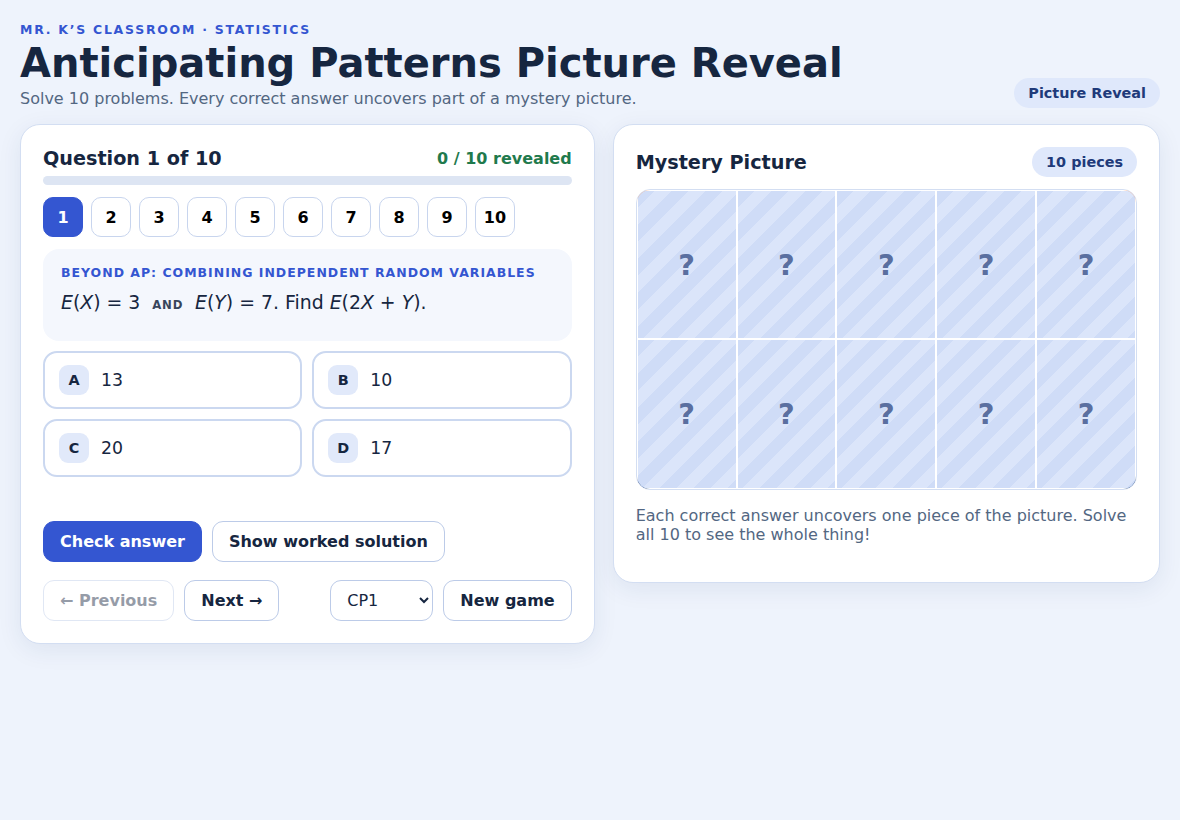 MR. K’S CLASSROOM · STATISTICS
Anticipating Patterns Picture Reveal
Solve 10 problems. Every correct answer uncovers part of a mystery picture.
Picture Reveal
Question 1 of 10
0 / 10 revealed
1 2 3 4 5 6 7 8 9 10
BEYOND AP: COMBINING INDEPENDENT RANDOM VARIABLES
E(X) = 3 AND E(Y) = 7. Find E(2X + Y).
A 13
B 10
C 20
D 17
Check answer
Show worked solution
← Previous
Next →
CP1
New game
Mystery Picture
10 pieces
? ? ? ? ?
? ? ? ? ?
Each correct answer uncovers one piece of the picture. Solve
all 10 to see the whole thing!